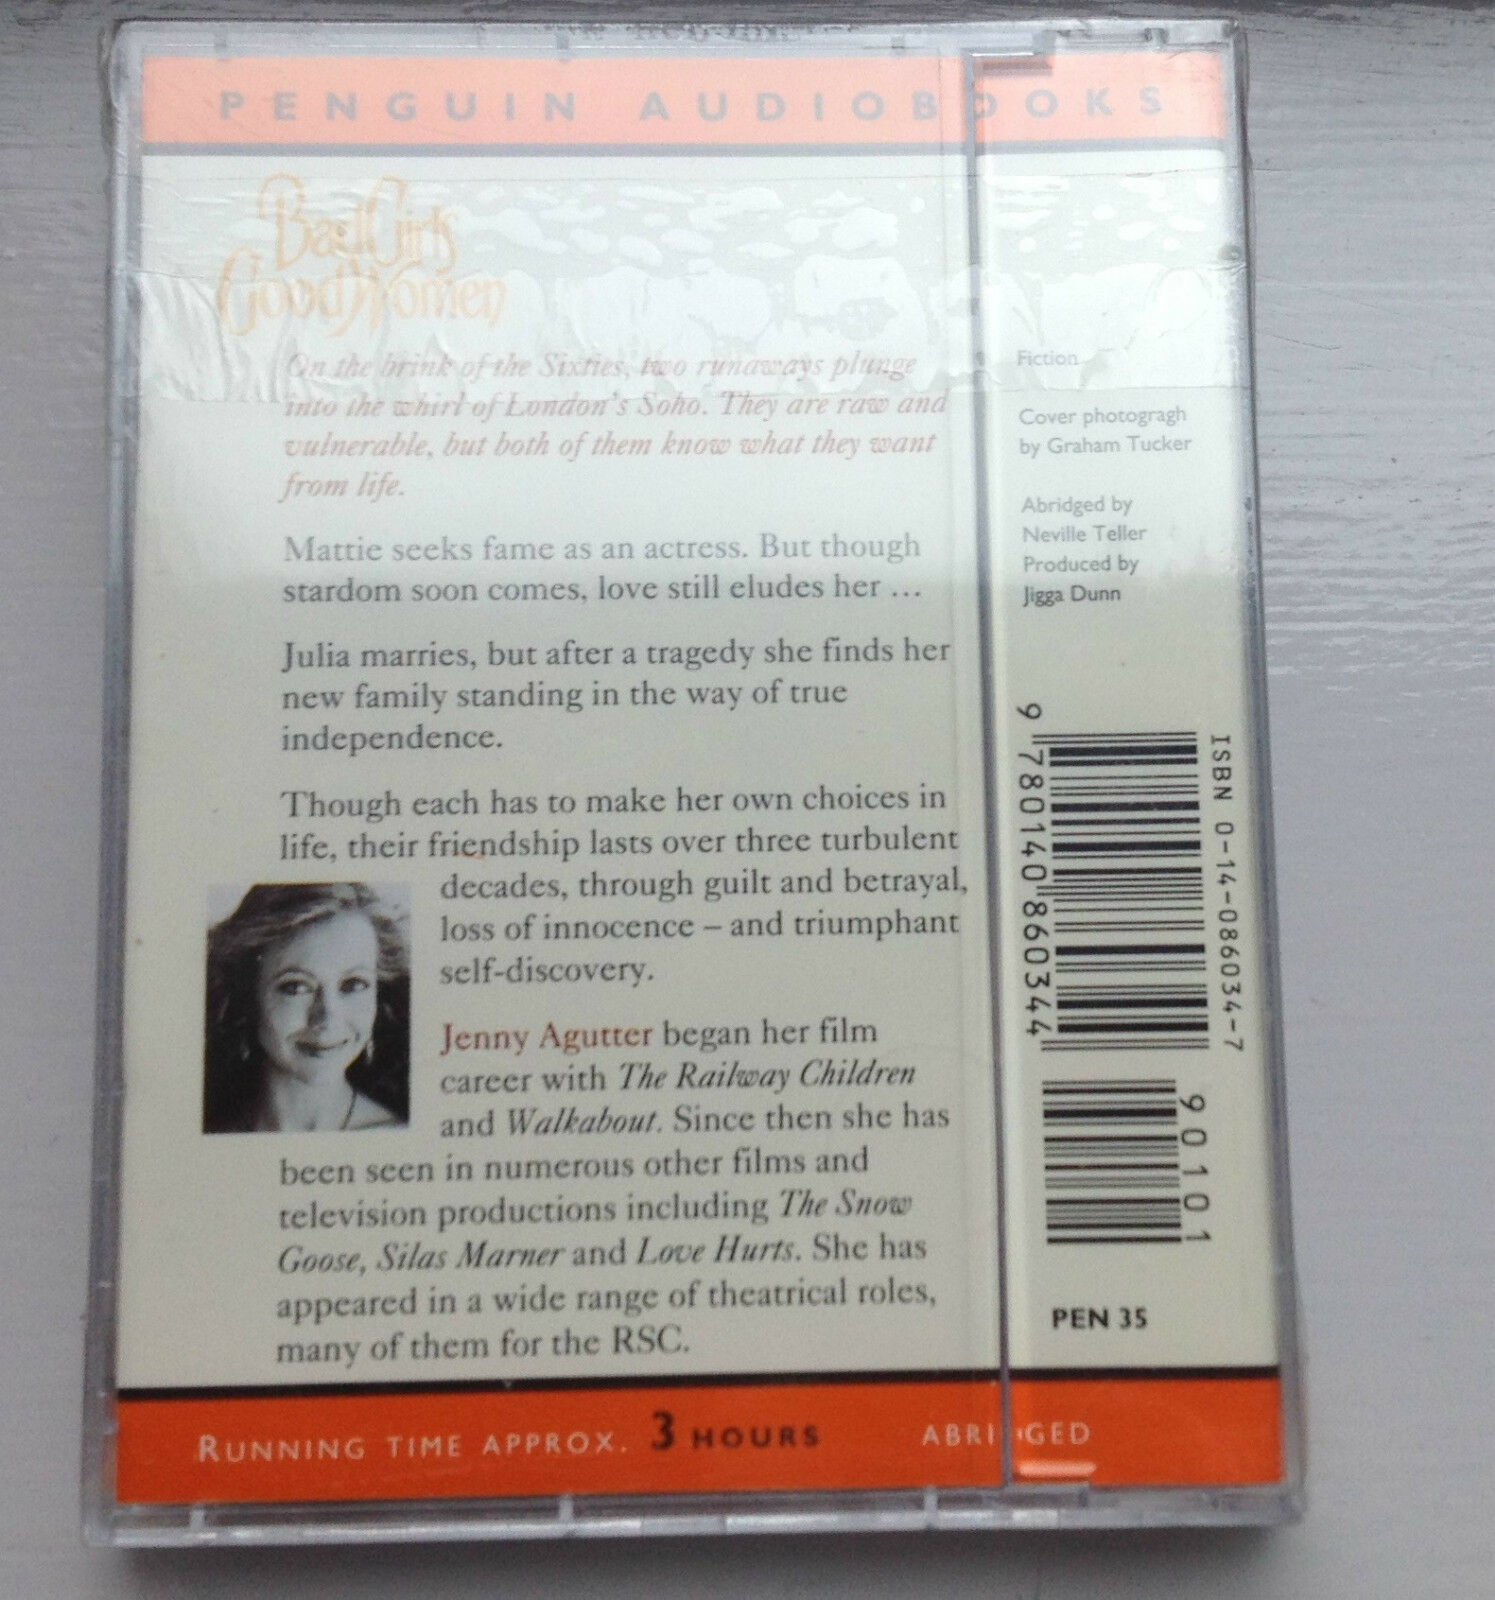 PENGUIN AUDIOBOOKS
Bad Girls
Good Women
On the brink of the Sixties, two runaways plunge
into the whirl of London's Soho. They are raw and
vulnerable, but both of them know what they want
from life.
Mattie seeks fame as an actress. But though
stardom soon comes, love still eludes her ...
Julia marries, but after a tragedy she finds her
new family standing in the way of true
independence.
Though each has to make her own choices in
life, their friendship lasts over three turbulent
decades, through guilt and betrayal,
loss of innocence – and triumphant
self-discovery.
Jenny Agutter began her film
career with The Railway Children
and Walkabout. Since then she has
been seen in numerous other films and
television productions including The Snow
Goose, Silas Marner and Love Hurts. She has
appeared in a wide range of theatrical roles,
many of them for the RSC.
Fiction
Cover photogragh
by Graham Tucker
Abridged by
Neville Teller
Produced by
Jigga Dunn
ISBN 0-14-086034-7
9 780140 860344
90101
PEN 35
RUNNING TIME APPROX. 3 HOURS
ABRIDGED